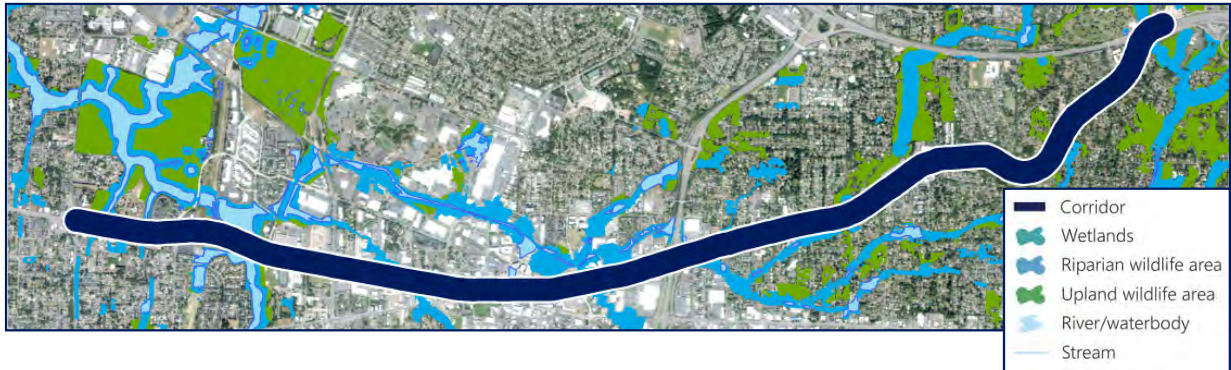 Corridor
Wetlands
Riparian wildlife area
Upland wildlife area
River/waterbody
Stream